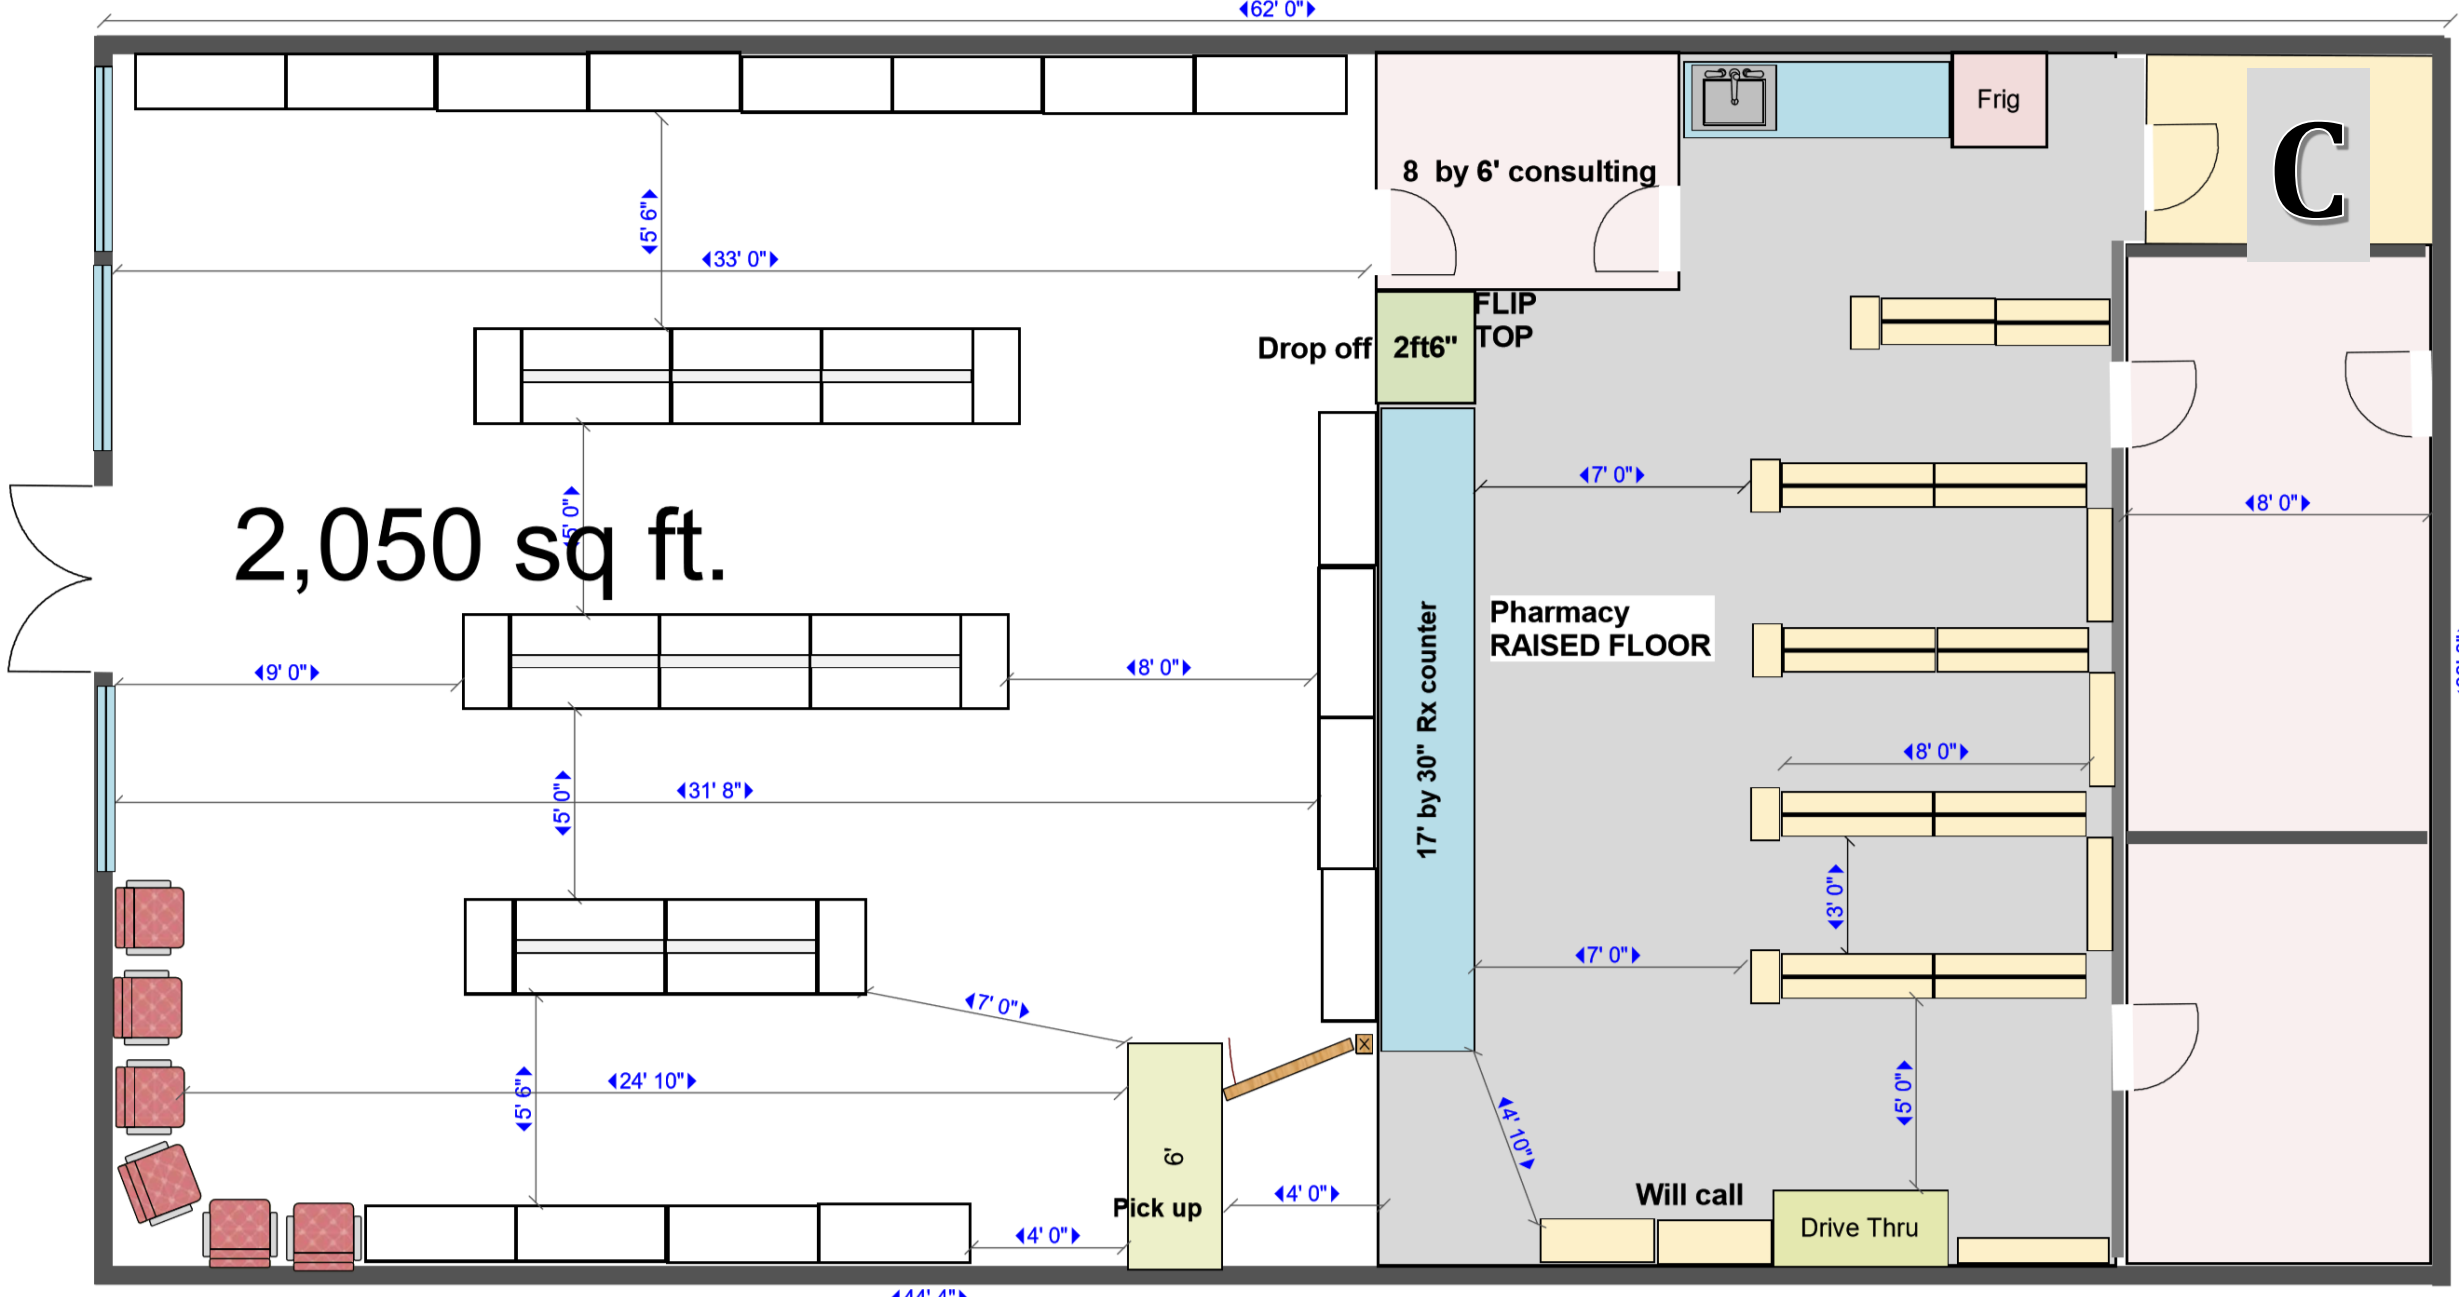 62' 0"
C
Frig
8 by 6' consulting
5' 6"
33' 0"
FLIP
TOP
Drop off
2ft6"
7' 0"
8' 0"
5' 0"
2,050 sq ft.
Pharmacy
RAISED FLOOR
17' by 30" Rx counter
9' 0"
8' 0"
8' 0"
31' 8"
5' 0"
3' 0"
7' 0"
7' 0"
24' 10"
5' 6"
4' 10"
5' 0"
6'
Pick up
4' 0"
Will call
4' 0"
Drive Thru
44' 4"